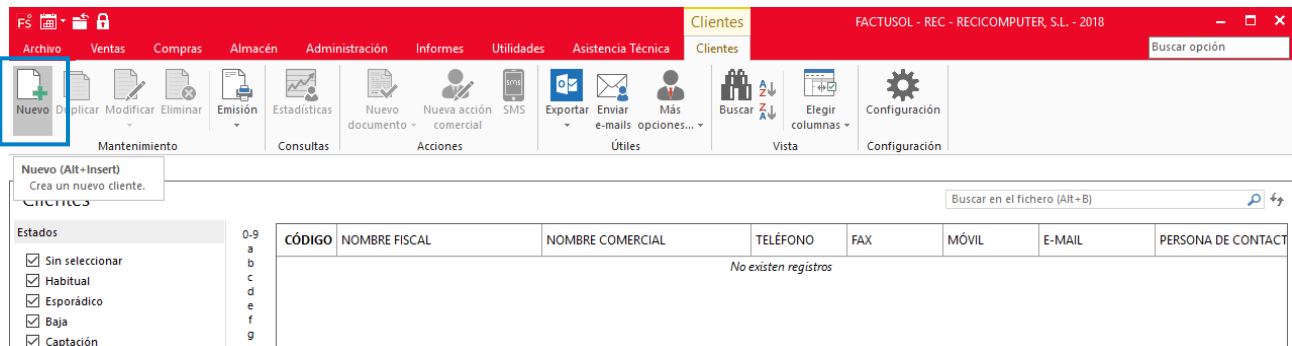 FS
Clientes
FACTUSOL - REC - RECICOMPUTER, S.L. - 2018
Archivo Ventas Compras Almacén Administración Informes Utilidades Asistencia Técnica Clientes
Buscar opción
Nuevo Duplicar Modificar Eliminar Emisión Estadísticas Nuevo documento Nueva acción comercial SMS Exportar Enviar e-mails Más opciones... Buscar Elegir columnas Configuración
Mantenimiento Consultas Acciones Útiles Vista Configuración
Nuevo (Alt+Insert)
Crea un nuevo cliente.
Clientes
Buscar en el fichero (Alt+B)
Estados
0-9
a
b
c
d
e
f
g
CÓDIGO NOMBRE FISCAL NOMBRE COMERCIAL TELÉFONO FAX MÓVIL E-MAIL PERSONA DE CONTACT
No existen registros
Sin seleccionar
Habitual
Esporádico
Baja
Captación